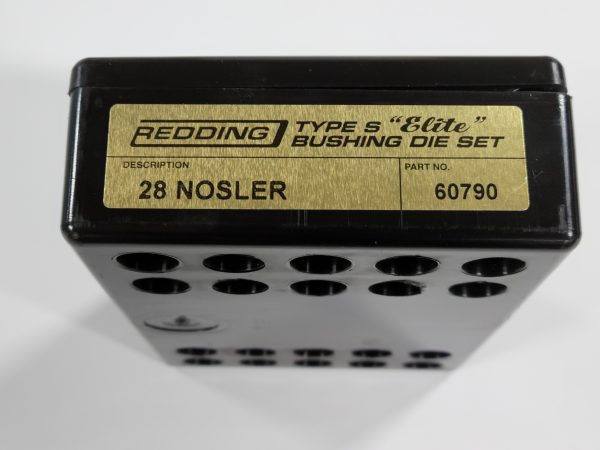 REDDING TYPE S "Elite"
BUSHING DIE SET
DESCRIPTION PART NO.
28 NOSLER 60790